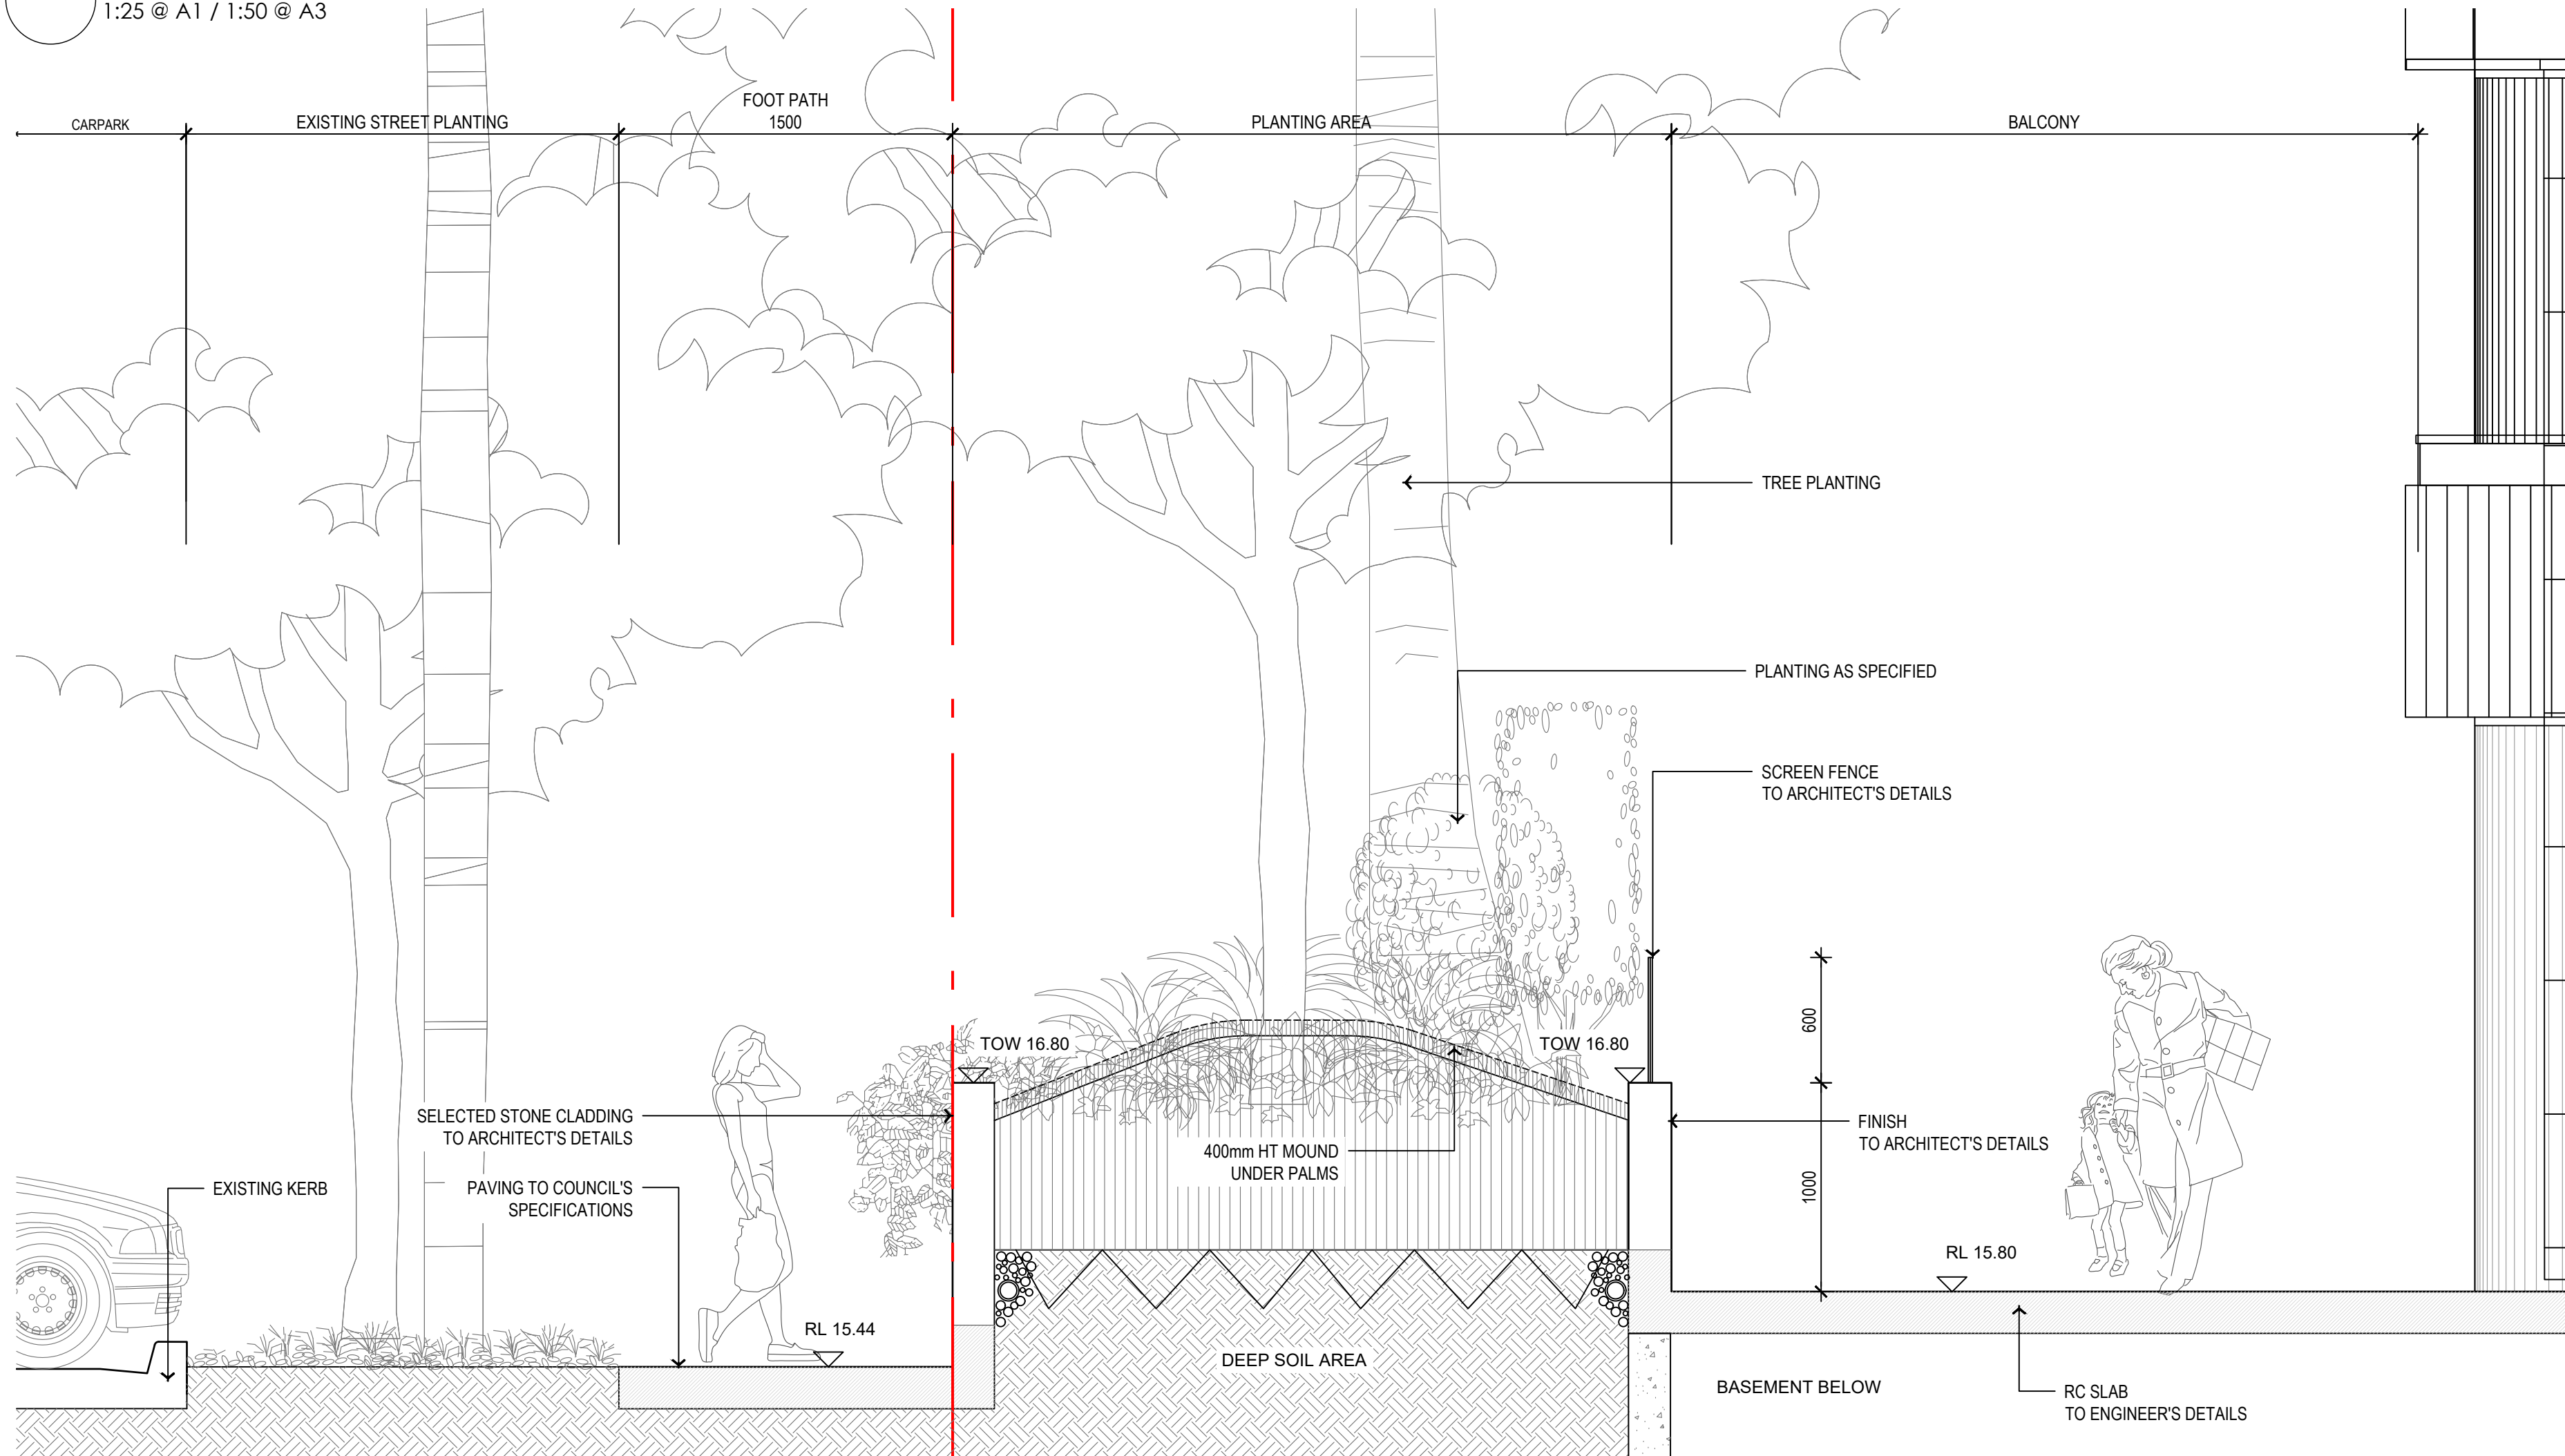 1:25 @ A1 / 1:50 @ A3
CARPARK
EXISTING STREET PLANTING
FOOT PATH
1500
PLANTING AREA
BALCONY
TREE PLANTING
PLANTING AS SPECIFIED
SCREEN FENCE
TO ARCHITECT'S DETAILS
600
TOW 16.80
TOW 16.80
SELECTED STONE CLADDING
TO ARCHITECT'S DETAILS
FINISH
TO ARCHITECT'S DETAILS
400mm HT MOUND
UNDER PALMS
1000
EXISTING KERB
PAVING TO COUNCIL'S
SPECIFICATIONS
RL 15.80
RL 15.44
DEEP SOIL AREA
BASEMENT BELOW
RC SLAB
TO ENGINEER'S DETAILS